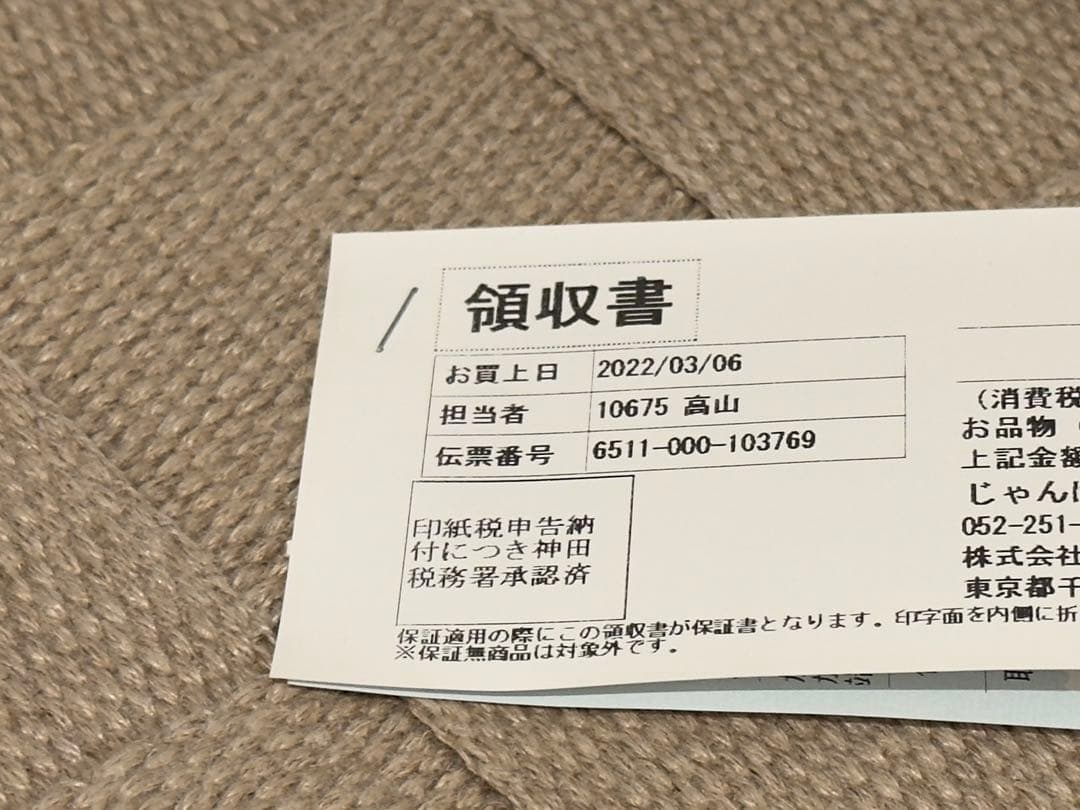 領収書
お買上日 2022/03/06
担当者 10675 高山
伝票番号 6511-000-103769
印紙税申告納
付につき神田
税務署承認済
（消費税
お品物
上記金額
じゃん
052-251-
株式会社
東京都千
保証適用の際にこの領収書が保証書となります。印字面を内側に折
※保証無商品は対象外です。